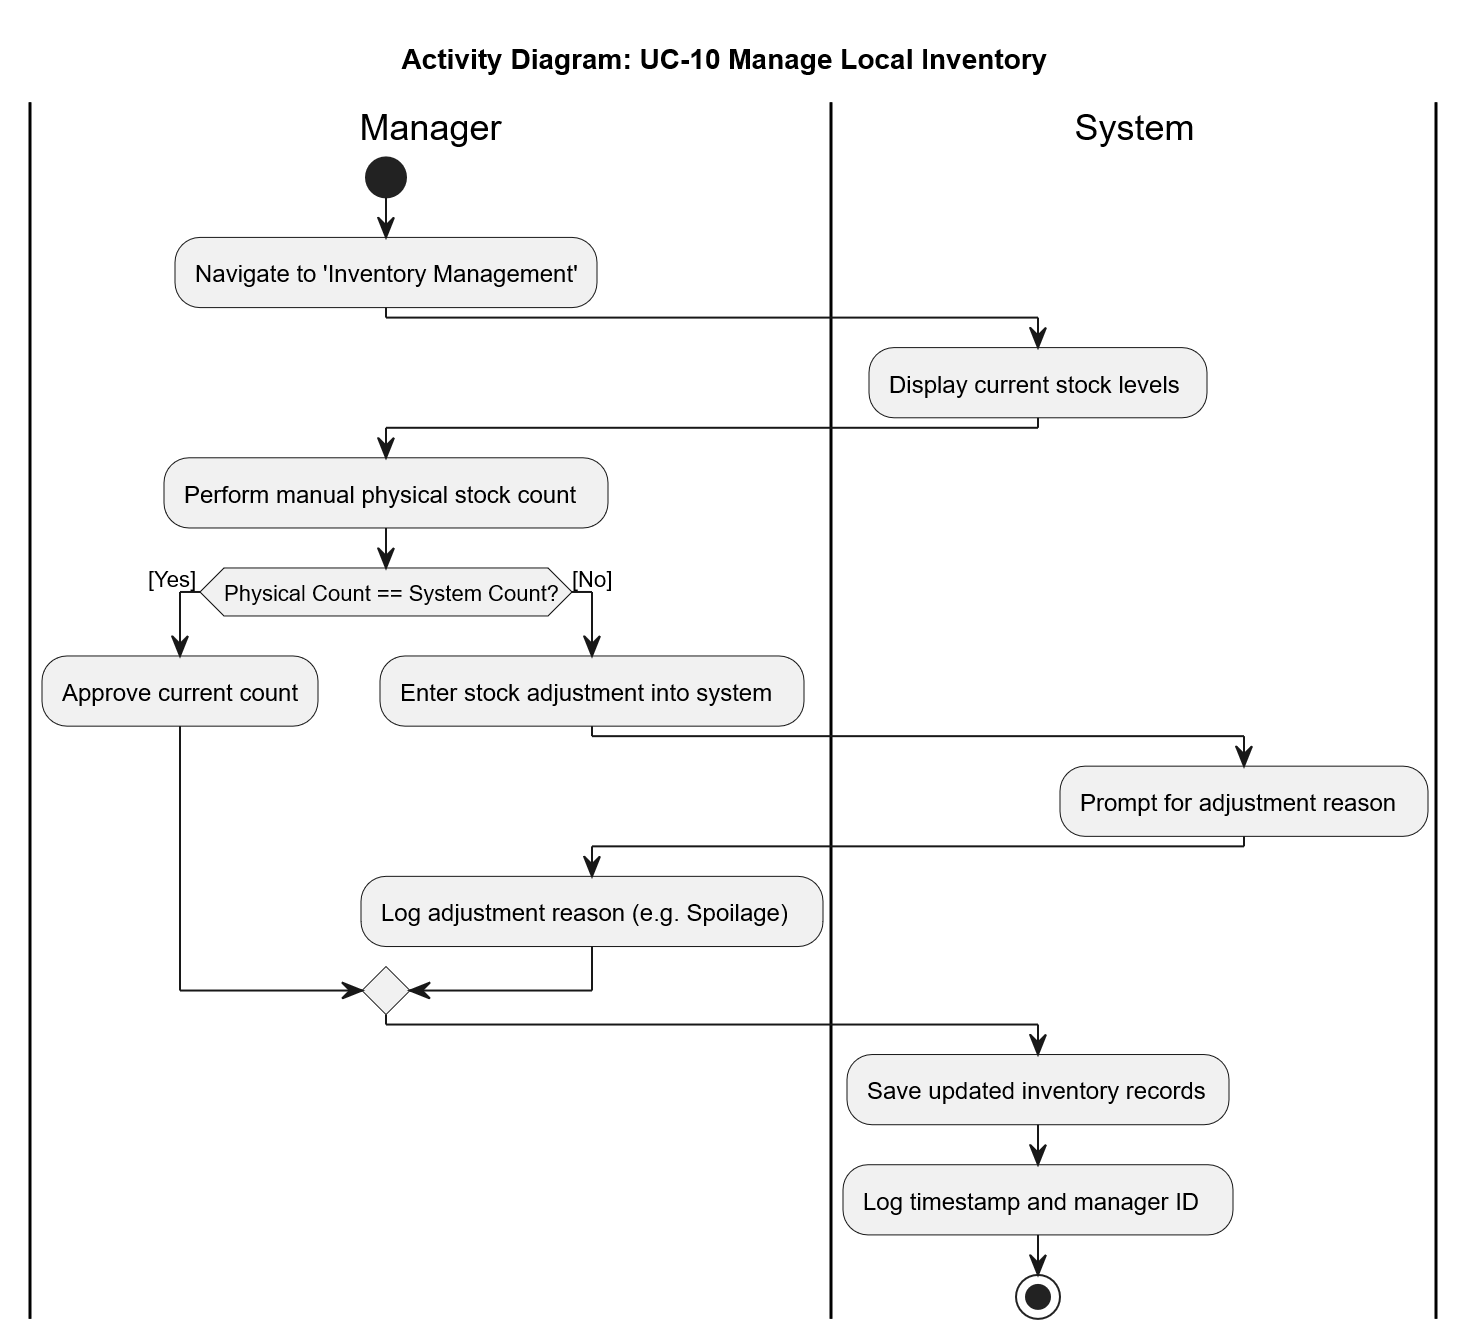 Activity Diagram: UC-10 Manage Local Inventory
Manager
System
Navigate to 'Inventory Management'
Display current stock levels
Perform manual physical stock count
[Yes]
Physical Count == System Count?
[No]
Approve current count
Enter stock adjustment into system
Prompt for adjustment reason
Log adjustment reason (e.g. Spoilage)
Save updated inventory records
Log timestamp and manager ID